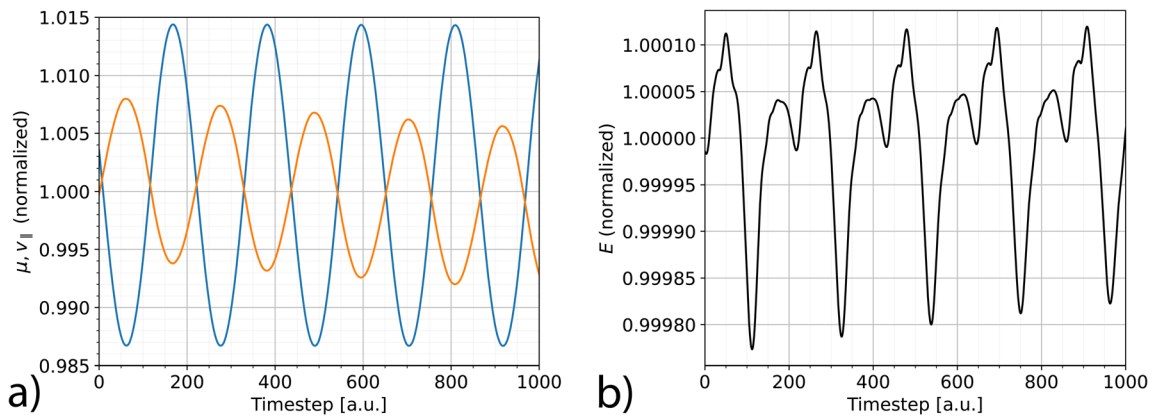 1.015
1.010
1.005
1.000
0.995
0.990
0.985
μ, v∥ (normalized)
0 200 400 600 800 1000
Timestep [a.u.]
a)
1.00010
1.00005
1.00000
0.99995
0.99990
0.99985
0.99980
E (normalized)
0 200 400 600 800 1000
Timestep [a.u.]
b)